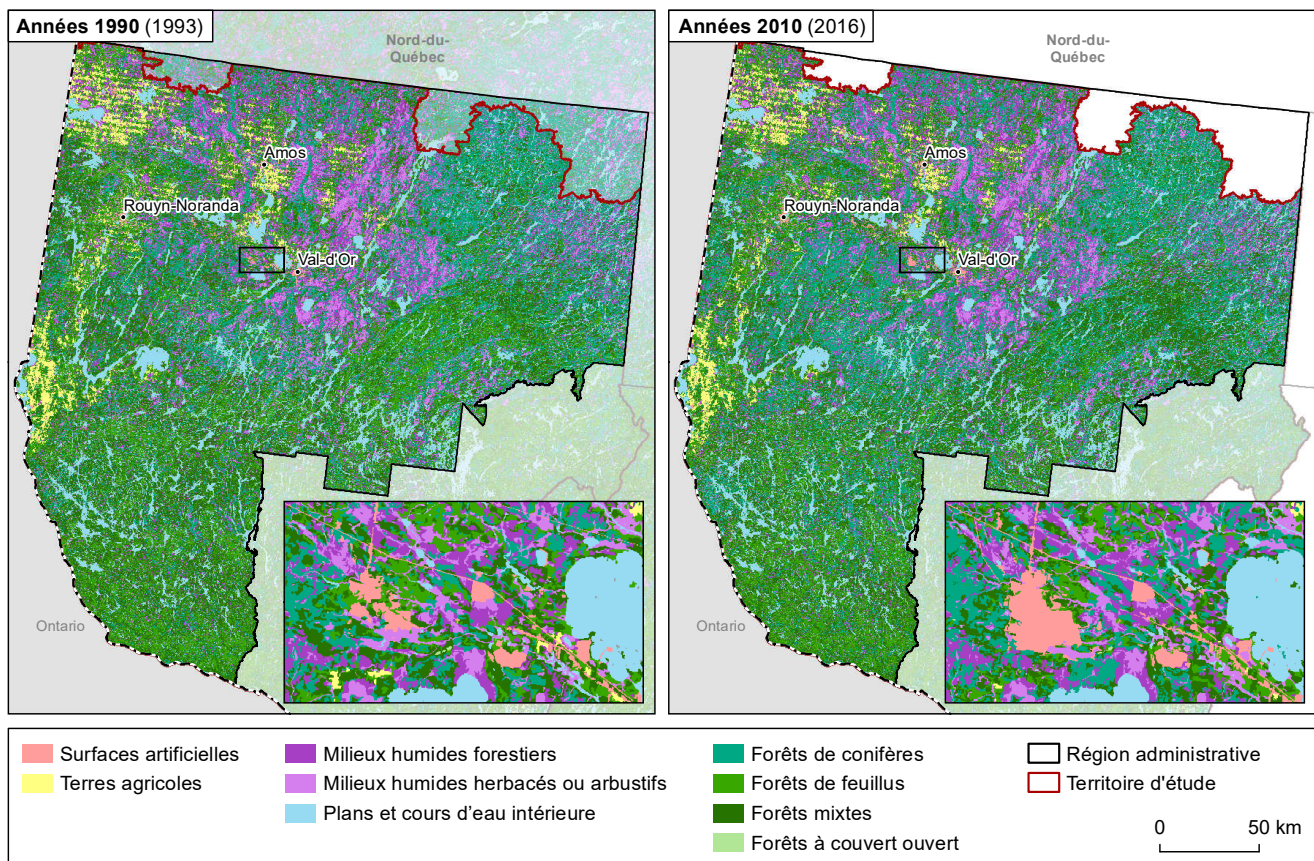 Années 1990 (1993)
Nord-du-
Québec
Amos
Rouyn-Noranda
Val-d'Or
Ontario
Années 2010 (2016)
Nord-du-
Québec
Amos
Rouyn-Noranda
Val-d'Or
Ontario
Surfaces artificielles
Terres agricoles
Milieux humides forestiers
Milieux humides herbacés ou arbustifs
Plans et cours d’eau intérieure
Forêts de conifères
Forêts de feuillus
Forêts mixtes
Forêts à couvert ouvert
Région administrative
Territoire d'étude
0 50 km